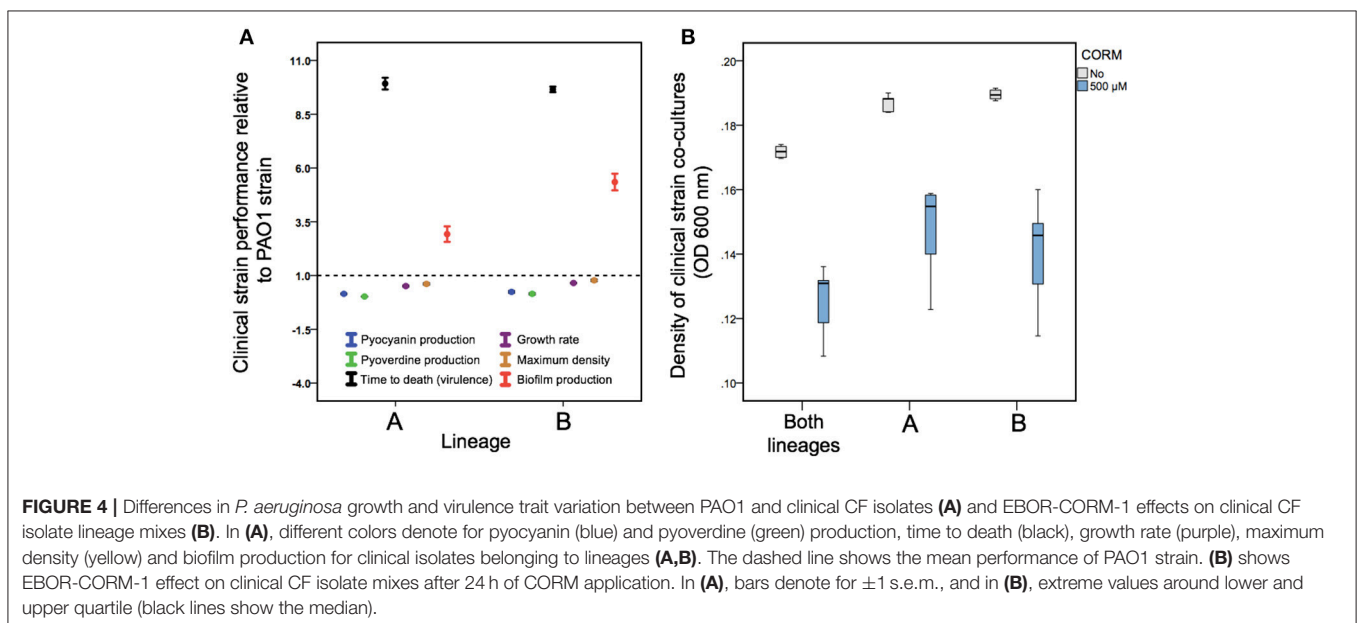 A
Clinical strain performance relative
to PAO1 strain
11.0
8.5
6.0
3.5
1.0
-1.5
-4.0
Pyocyanin production
Pyoverdine production
Time to death (virulence)
Growth rate
Maximum density
Biofilm production
A
B
Lineage
B
Density of clinical strain co-cultures
(OD 600 nm)
.20
.18
.16
.14
.12
.10
Both
lineages
A
B
CORM
No
500 µM
FIGURE 4 | Differences in P. aeruginosa growth and virulence trait variation between PAO1 and clinical CF isolates (A) and EBOR-CORM-1 effects on clinical CF
isolate lineage mixes (B). In (A), different colors denote for pyocyanin (blue) and pyoverdine (green) production, time to death (black), growth rate (purple), maximum
density (yellow) and biofilm production for clinical isolates belonging to lineages (A,B). The dashed line shows the mean performance of PAO1 strain. (B) shows
EBOR-CORM-1 effect on clinical CF isolate mixes after 24 h of CORM application. In (A), bars denote for ±1 s.e.m., and in (B), extreme values around lower and
upper quartile (black lines show the median).